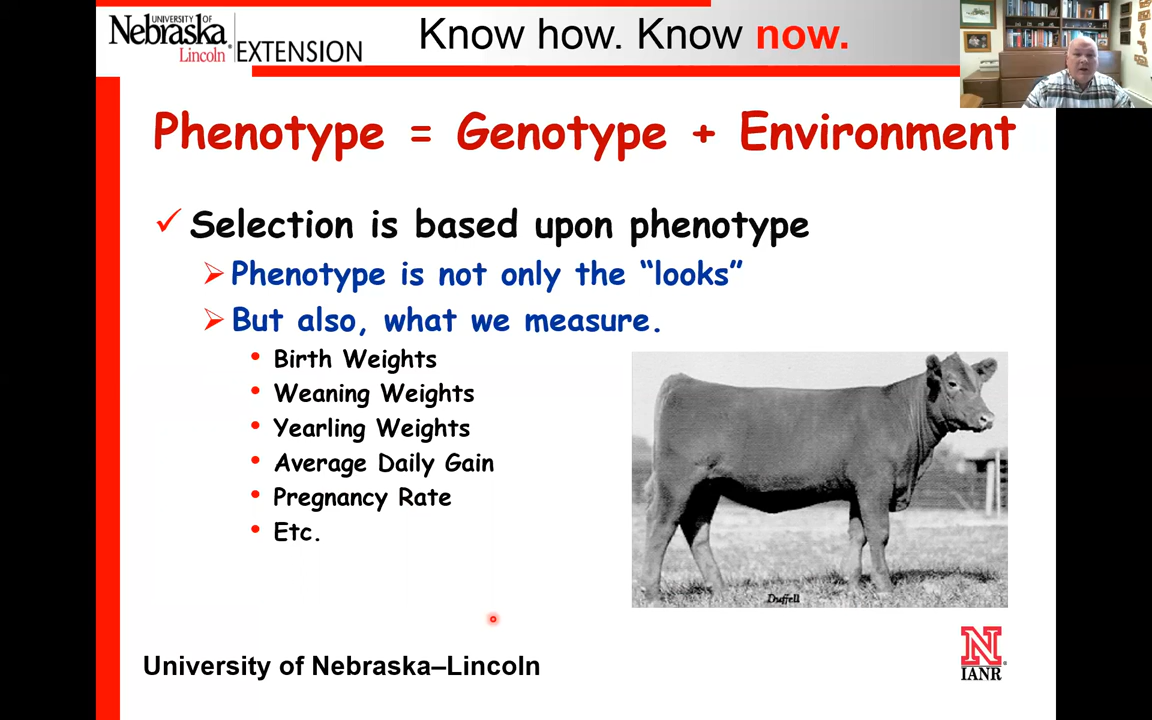 UNIVERSITY OF
Nebraska
Lincoln
EXTENSION
Know how. Know now.
Phenotype = Genotype + Environment
Selection is based upon phenotype
Phenotype is not only the “looks”
But also, what we measure.
Birth Weights
Weaning Weights
Yearling Weights
Average Daily Gain
Pregnancy Rate
Etc.
Duffell
University of Nebraska–Lincoln
N
IANR